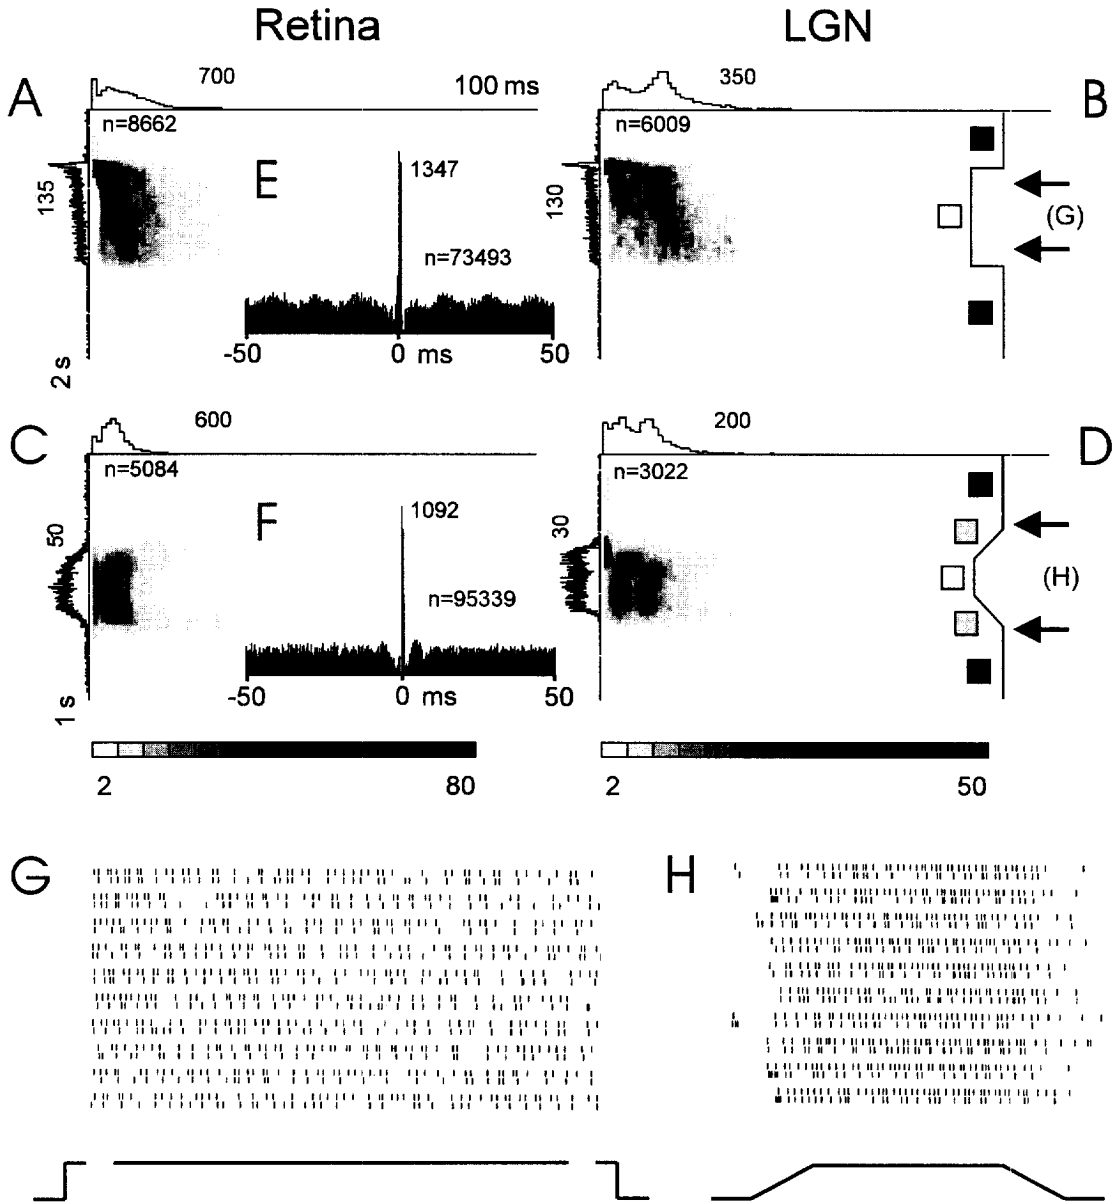 Retina LGN
A 700 100 ms 350 B
n=8662 n=6009
E 1347
135 130 (G)
n=73493
-50 0 ms 50
2 s
C 600 200 D
n=5084 n=3022
F 1092
50 30
n=95339 (H)
-50 0 ms 50
1 s
2 80 2 50
G H